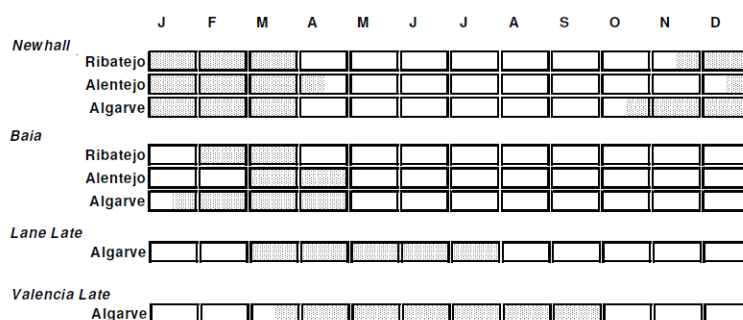 J F M A M J J A S O N D
Newhall
Ribatejo
Alentejo
Algarve
Baia
Ribatejo
Alentejo
Algarve
Lane Late
Algarve
Valencia Late
Algarve